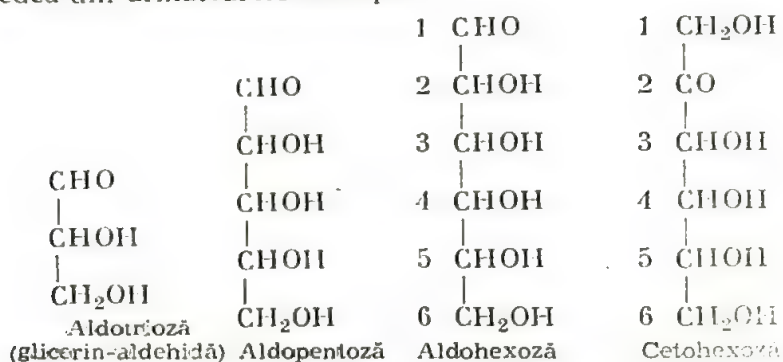 1 CHO 1 CH₂OH
CHO 2 CHOH 2 CO
CHOH 3 CHOH 3 CHOH
CHO CHOH 4 CHOH 4 CHOH
CHOH CHOH 5 CHOH 5 CHOH
CH₂OH CH₂OH 6 CH₂OH 6 CH₂OH
Aldotrioză
(glicerin-aldehidă) Aldopentoză Aldohexoză Cetohexoză